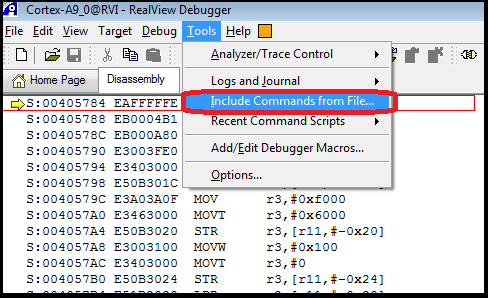 Cortex-A9_0@RVI - RealView Debugger
File Edit View Target Debug Tools Help
Home Page Disassembly
Analyzer/Trace Control
Logs and Journal
Include Commands from File...
Recent Command Scripts
Add/Edit Debugger Macros...
Options...
S:00405784 EAFFFFFE
S:00405788 EB0004B1
S:0040578C EB000A80
S:00405790 E3003FE0
S:00405794 E3403000
S:00405798 E50B301C
S:0040579C E3A03A0F MOV r3,#0xf000
S:004057A0 E3463000 MOVT r3,#0x6000
S:004057A4 E50B3020 STR r3,[r11,#-0x20]
S:004057A8 E3003100 MOVW r3,#0x100
S:004057AC E3403000 MOVT r3,#0
S:004057B0 E50B3024 STR r3,[r11,#-0x24]